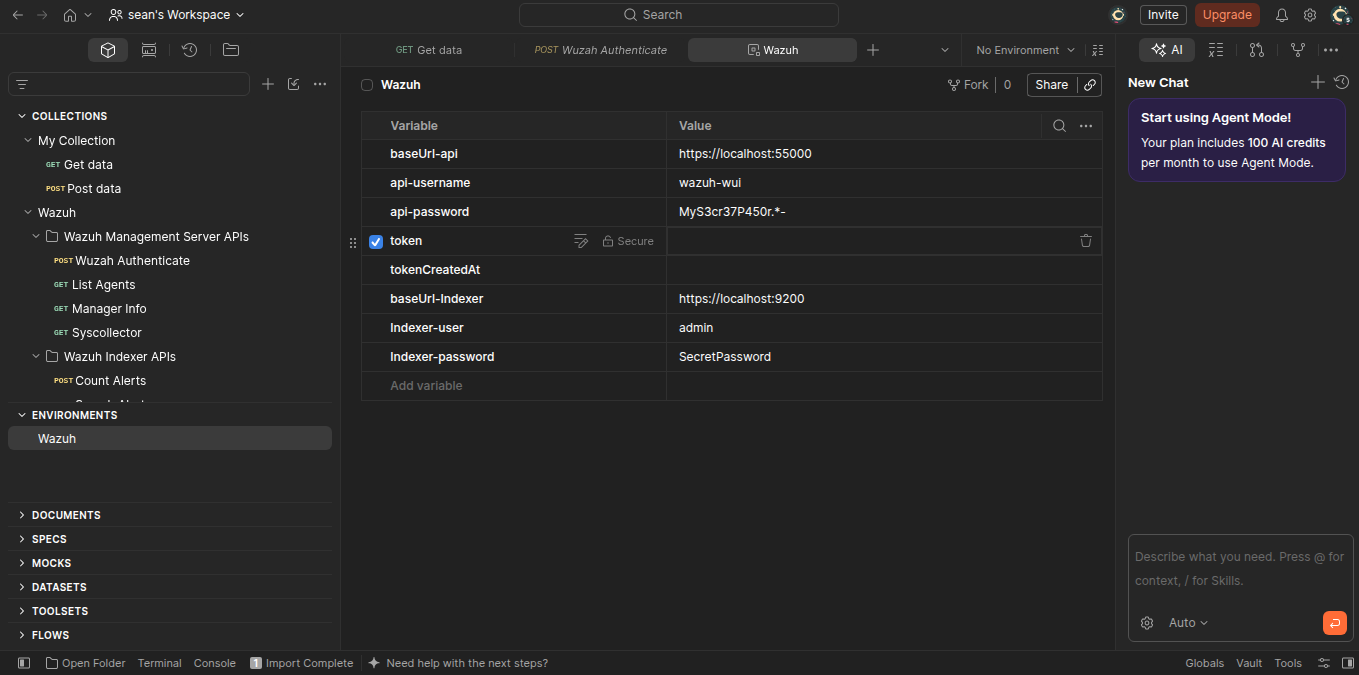 sean's Workspace
Search
Invite
Upgrade
GET Get data
POST Wuzah Authenticate
Wazuh
No Environment
AI
COLLECTIONS
My Collection
GET Get data
POST Post data
Wazuh
Wazuh Management Server APIs
POST Wuzah Authenticate
GET List Agents
GET Manager Info
GET Syscollector
Wazuh Indexer APIs
POST Count Alerts
ENVIRONMENTS
Wazuh
DOCUMENTS
SPECS
MOCKS
DATASETS
TOOLSETS
FLOWS
Wazuh
Fork 0
Share
Variable Value
baseUrl-api https://localhost:55000
api-username wazuh-wui
api-password MyS3cr37P450r.*-
token Secure
tokenCreatedAt
baseUrl-Indexer https://localhost:9200
Indexer-user admin
Indexer-password SecretPassword
Add variable
New Chat
Start using Agent Mode!
Your plan includes 100 AI credits
per month to use Agent Mode.
Describe what you need. Press @ for
context, / for Skills.
Auto
Open Folder Terminal Console 1 Import Complete Need help with the next steps?
Globals Vault Tools